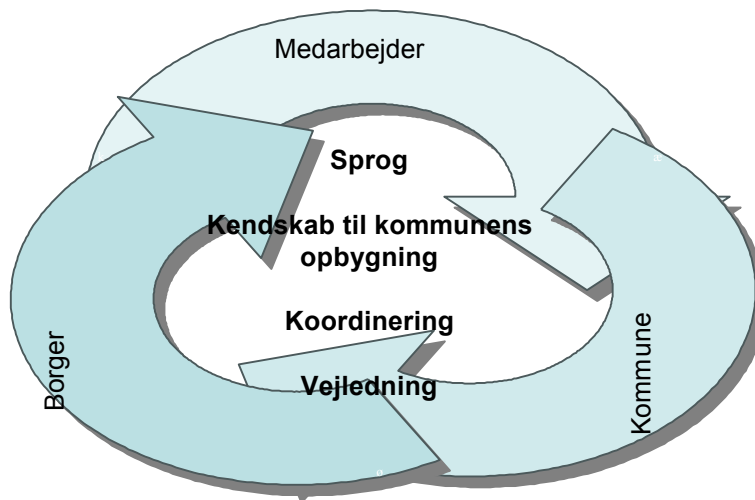 Medarbejder
Sprog
Kendskab til kommunens
opbygning
Koordinering
Vejledning
Borger
Kommune
æ
ø